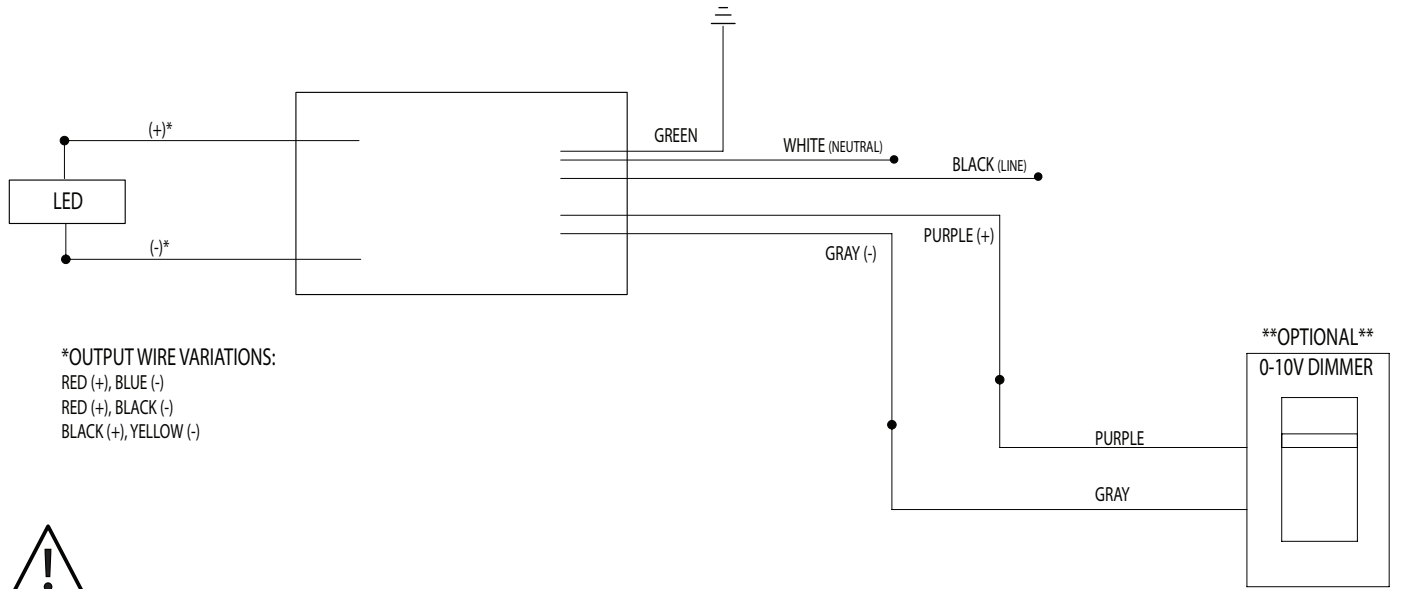 GREEN
(+)*
WHITE (NEUTRAL)
BLACK (LINE)
LED
PURPLE (+)
(-)*
GRAY (-)
**OPTIONAL**
0-10V DIMMER
*OUTPUT WIRE VARIATIONS:
RED (+), BLUE (-)
RED (+), BLACK (-)
BLACK (+), YELLOW (-)
PURPLE
GRAY
!